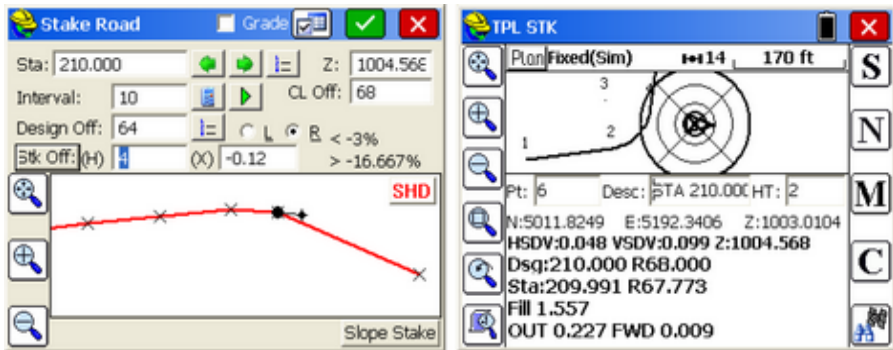 Stake Road
Grade
Sta: 210.000
Z: 1004.568
Interval: 10
CL Off: 68
Design Off: 64
L R < -3%
Stk Off: (H) 4 (X) -0.12 > -16.667%
SHD
Slope Stake
TPL STK
Plan Fixed(Sim) 14 170 ft
S
3
4
2
1
N
Pt: 6 Desc: STA 210.000 HT: 2
M
N:5011.8249 E:5192.3406 Z:1003.0104
HSDV:0.048 VSDV:0.099 Z:1004.568
Dsg:210.000 R68.000
C
Sta:209.991 R67.773
Fill 1.557
OUT 0.227 FWD 0.009